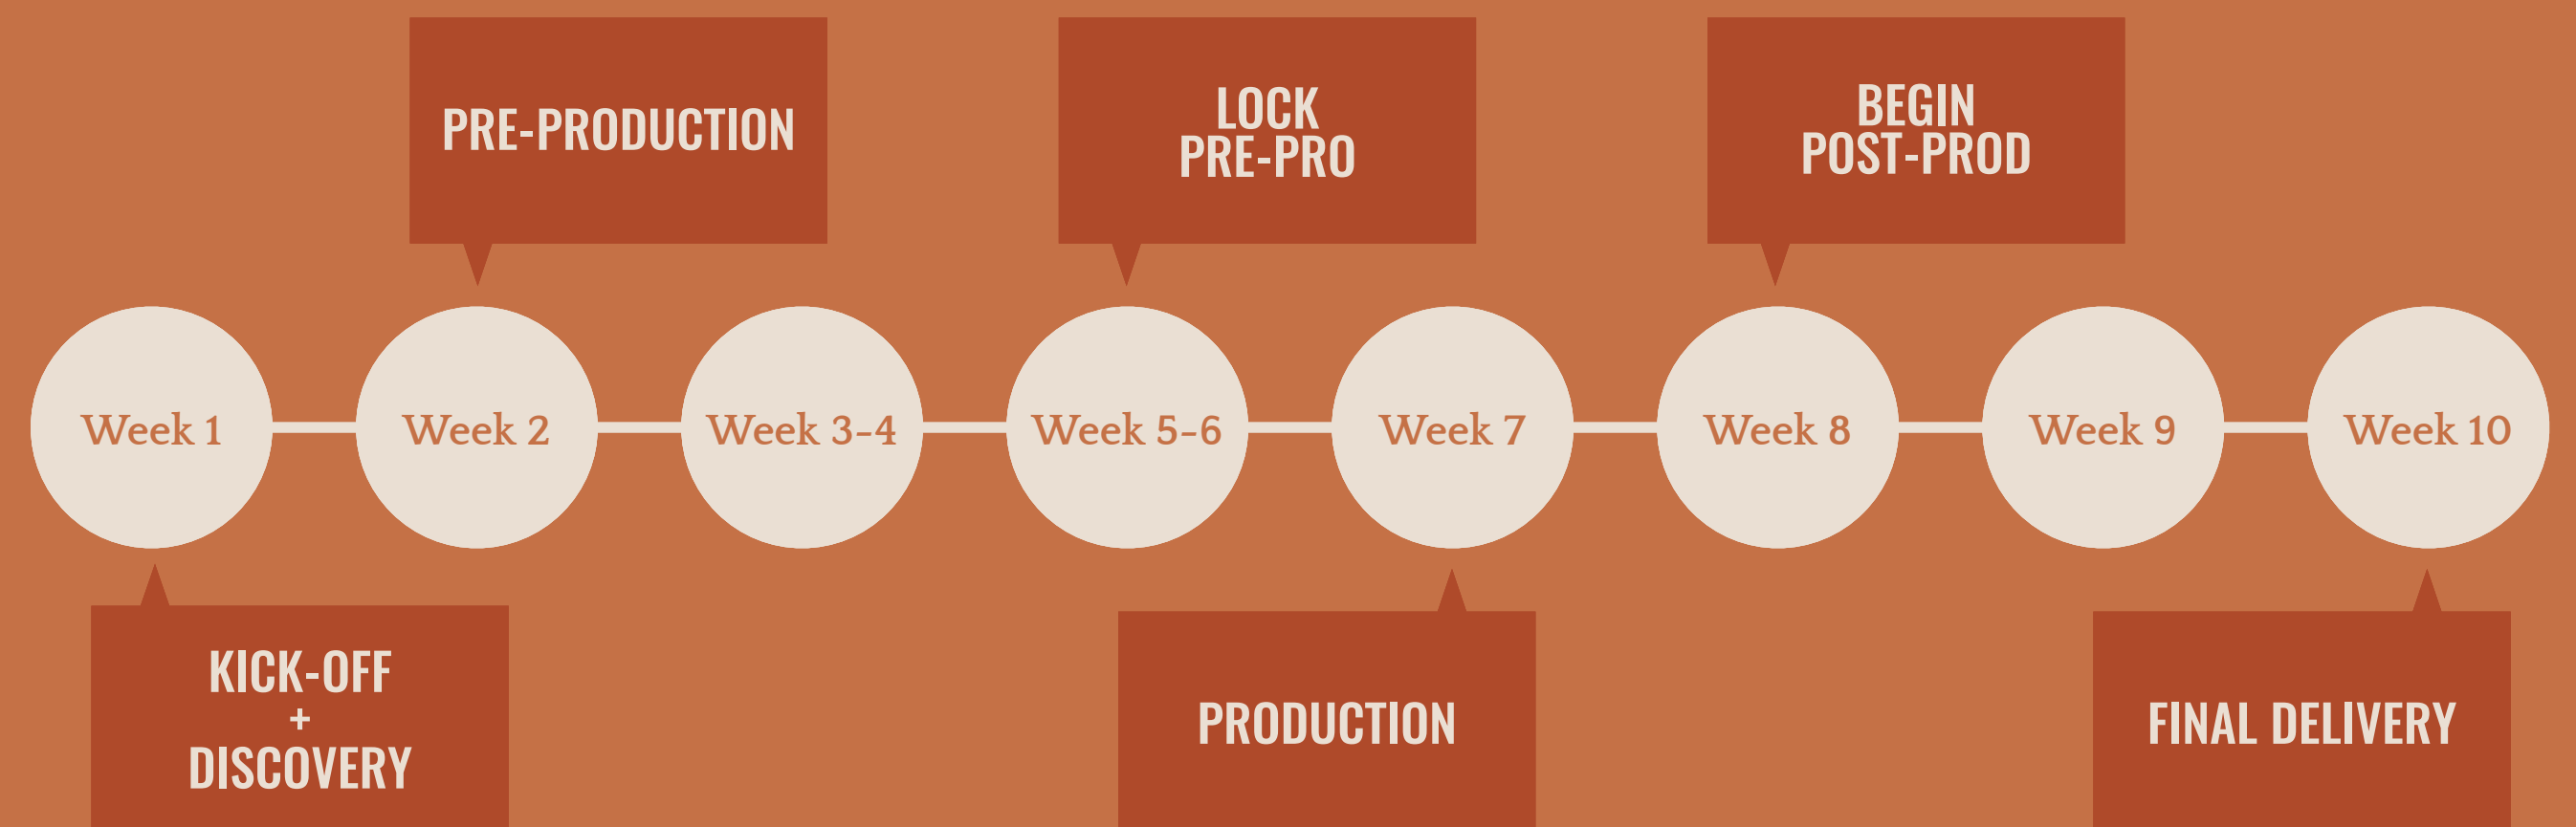 PRE-PRODUCTION
LOCK
PRE-PRO
BEGIN
POST-PROD
Week 1
Week 2
Week 3-4
Week 5-6
Week 7
Week 8
Week 9
Week 10
KICK-OFF
+
DISCOVERY
PRODUCTION
FINAL DELIVERY